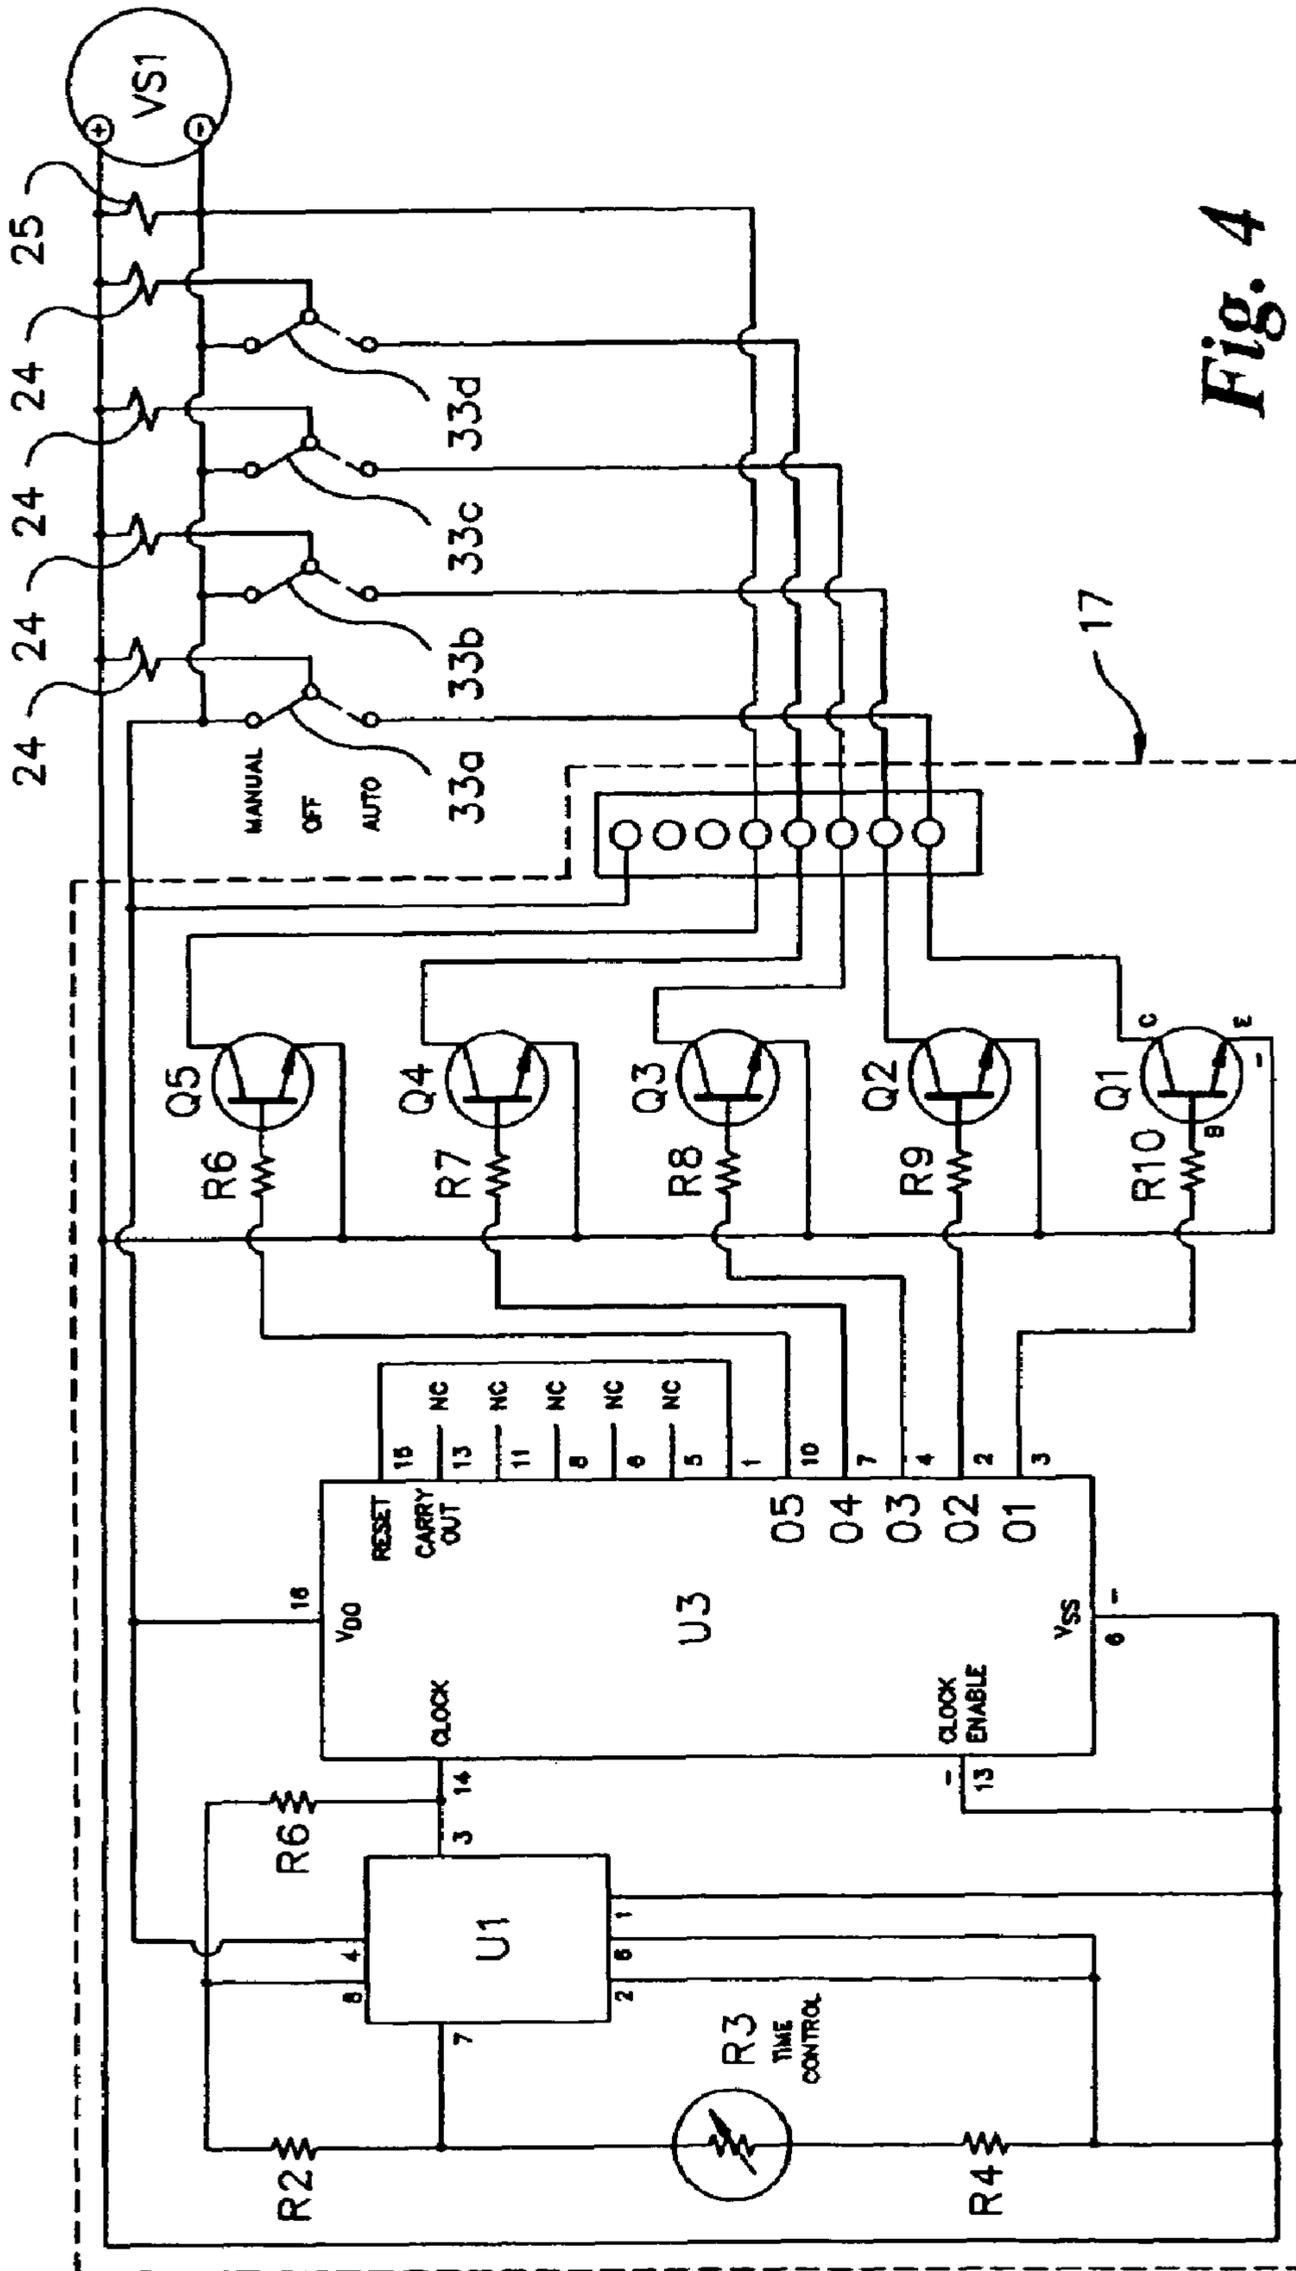 VS1
+
-
25
24
24
24
24
33d
33c
33b
33a
MANUAL
OFF
AUTO
17
Q5
R6
Q4
R7
Q3
R8
Q2
R9
Q1
R10
C
B
E
-
RESET
15
CARRY
OUT
13
NC
11
NC
8
NC
6
NC
5
NC
1
O5
10
O4
7
O3
4
O2
2
O1
3
16
VDD
U3
VSS
6
-
CLOCK
14
CLOCK
ENABLE
-
13
R6
3
U1
4
8
7
1
6
2
R2
R3
TIME
CONTROL
R4
Fig. 4